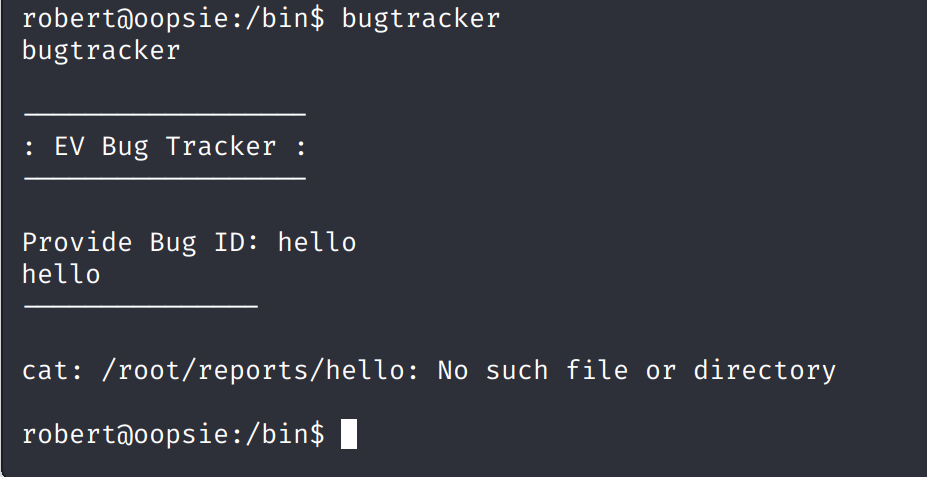 robert@oopsie:/bin$ bugtracker
bugtracker
------------------
: EV Bug Tracker :
------------------
Provide Bug ID: hello
hello
---------------
cat: /root/reports/hello: No such file or directory
robert@oopsie:/bin$